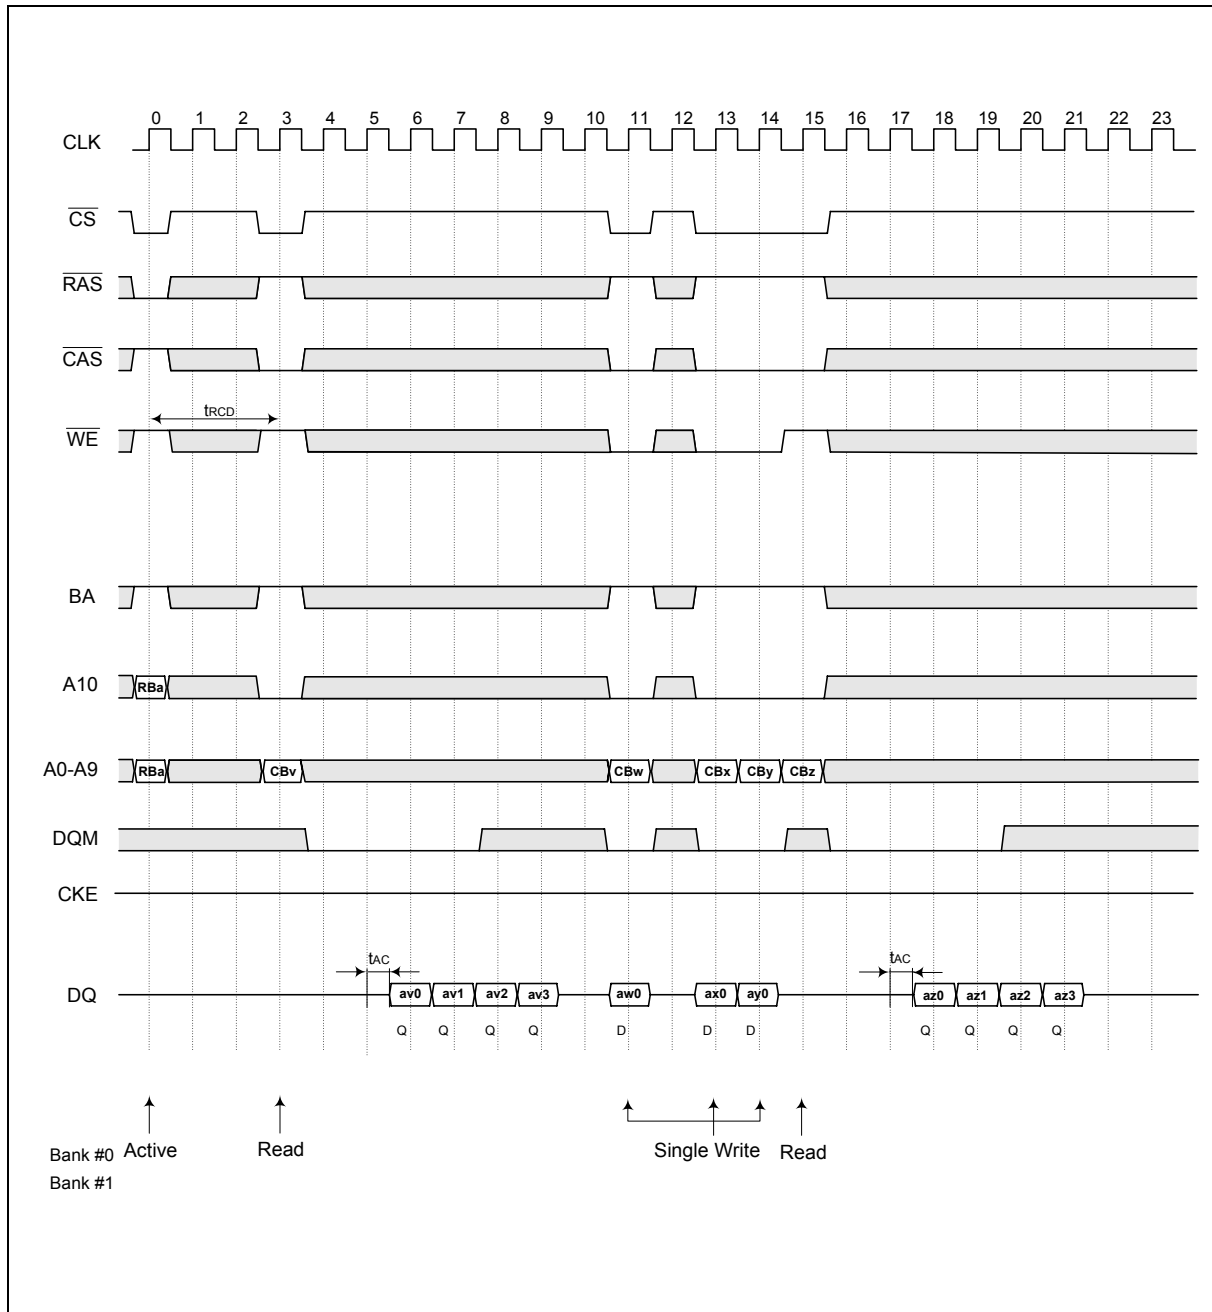 0 1 2 3 4 5 6 7 8 9 10 11 12 13 14 15 16 17 18 19 20 21 22 23
CLK
CS
RAS
CAS
tRCD
WE
BA
A10 RBa
A0-A9 RBa CBv CBw CBx CBy CBz
DQM
CKE
tAC tAC
DQ av0 av1 av2 av3 aw0 ax0 ay0 az0 az1 az2 az3
Q Q Q Q D D D Q Q Q Q
Bank #0 Active Read Single Write Read
Bank #1